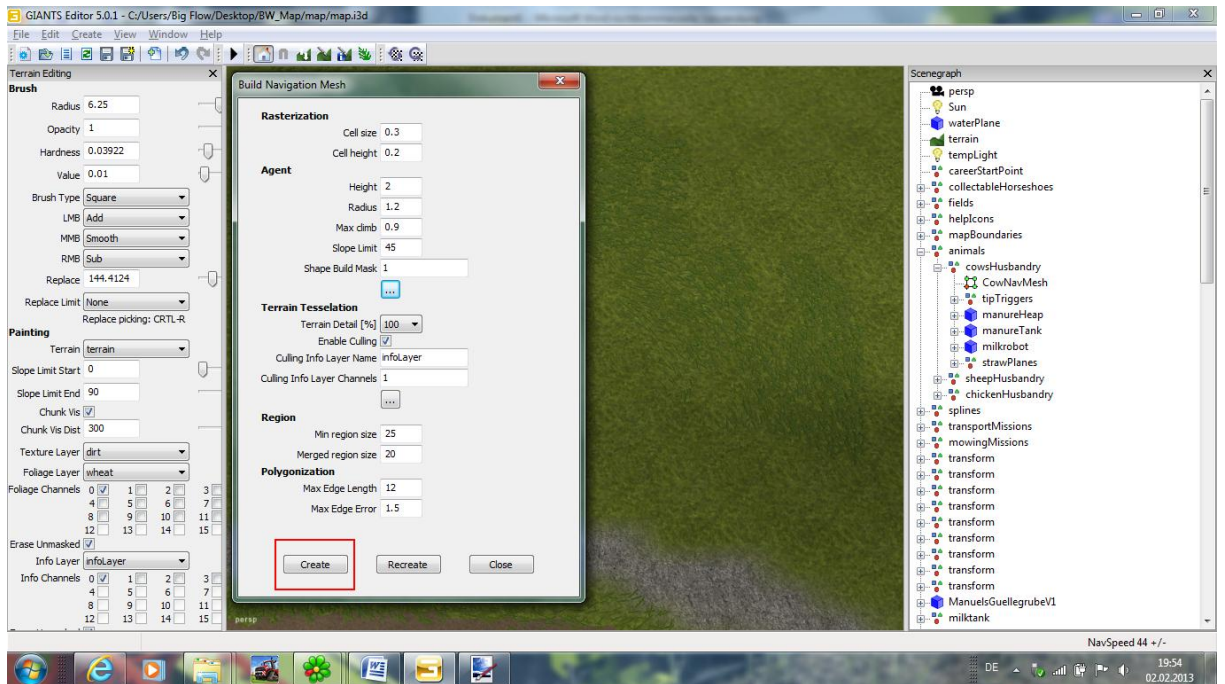 GIANTS Editor 5.0.1 - C:/Users/Big Flow/Desktop/BW_Map/map/map.i3d
File Edit Create View Window Help
Terrain Editing
Brush
Radius 6.25
Opacity 1
Hardness 0.03922
Value 0.01
Brush Type Square
LMB Add
MMB Smooth
RMB Sub
Replace 144.4124
Replace Limit None
Replace picking: CRTL-R
Painting
Terrain terrain
Slope Limit Start 0
Slope Limit End 90
Chunk Vis
Chunk Vis Dist 300
Texture Layer dirt
Foliage Layer wheat
Foliage Channels 0 1 2 3
4 5 6 7
8 9 10 11
12 13 14 15
Erase Unmasked
Info Layer infoLayer
Info Channels 0 1 2 3
4 5 6 7
8 9 10 11
12 13 14 15
Build Navigation Mesh
Rasterization
Cell size 0.3
Cell height 0.2
Agent
Height 2
Radius 1.2
Max climb 0.9
Slope Limit 45
Shape Build Mask 1
...
Terrain Tesselation
Terrain Detail [%] 100
Enable Culling
Culling Info Layer Name infoLayer
Culling Info Layer Channels 1
...
Region
Min region size 25
Merged region size 20
Polygonization
Max Edge Length 12
Max Edge Error 1.5
Create Recreate Close
persp
Scenegraph
persp
Sun
waterPlane
terrain
tempLight
careerStartPoint
collectableHorseshoes
fields
helpIcons
mapBoundaries
animals
cowsHusbandry
CowNavMesh
tipTriggers
manureHeap
manureTank
milkrobot
strawPlanes
sheepHusbandry
chickenHusbandry
splines
transportMissions
mowingMissions
transform
transform
transform
transform
transform
transform
transform
transform
transform
ManuelsGuellegrubeV1
milktank
NavSpeed 44 +/-
DE
19:54
02.02.2013